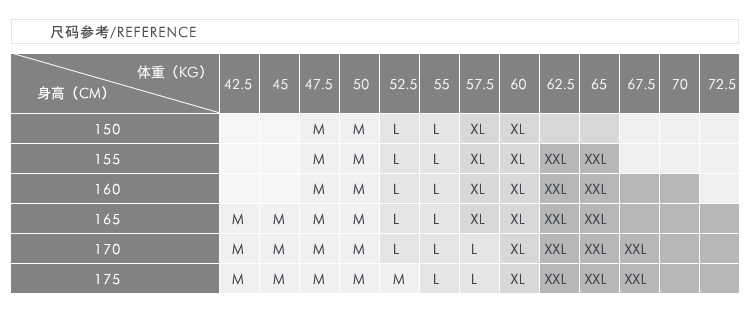 尺码参考/REFERENCE
体重（KG）
身高（CM）
42.5 45 47.5 50 52.5 55 57.5 60 62.5 65 67.5 70 72.5
150 M M L L XL XL
155 M M L L XL XL XXL XXL
160 M M L L XL XL XXL XXL
165 M M M M L L XL XL XXL XXL
170 M M M M L L L XL XXL XXL XXL
175 M M M M M L L XL XXL XXL XXL